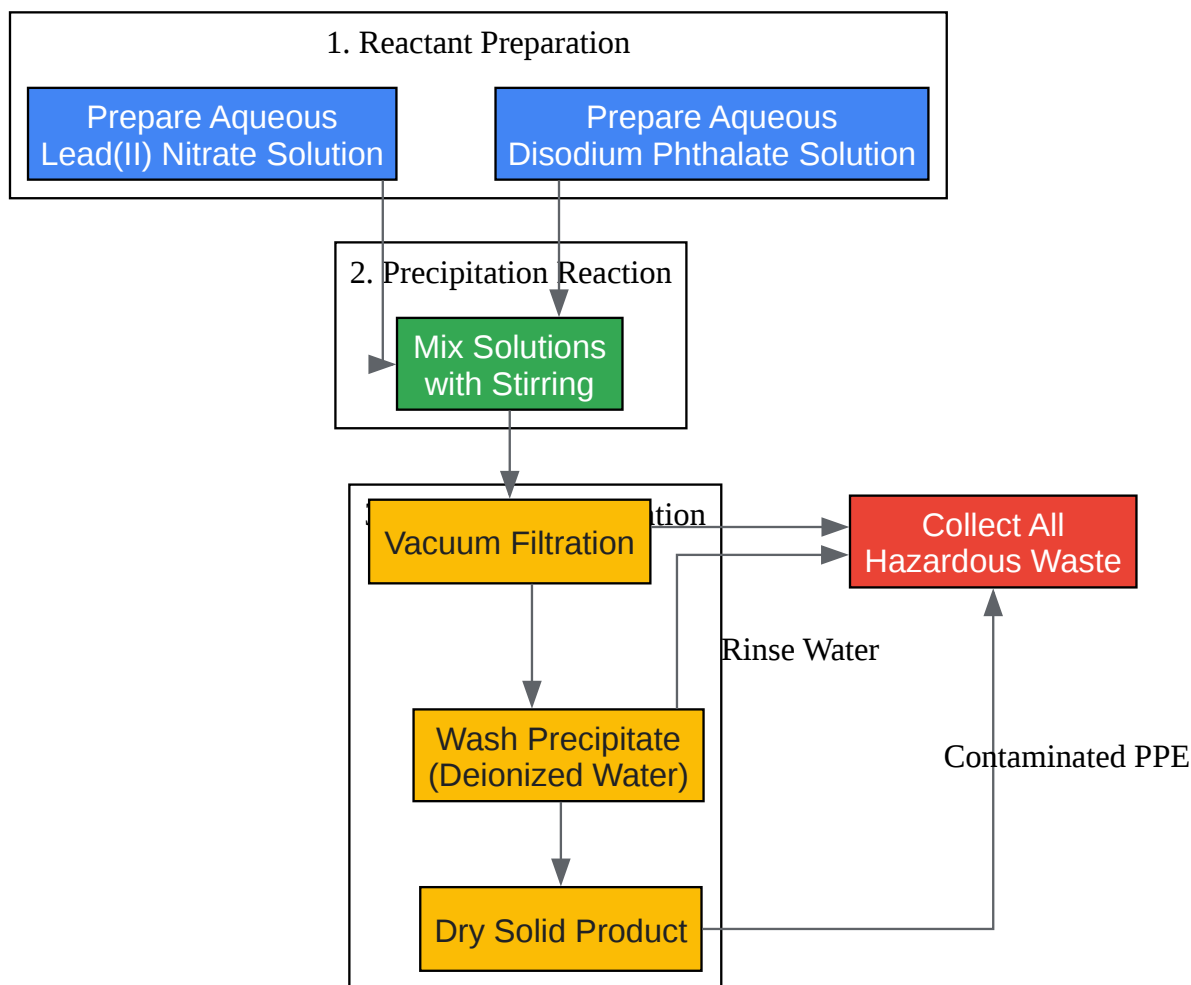 1. Reactant Preparation
Prepare Aqueous
Lead(II) Nitrate Solution
Prepare Aqueous
Disodium Phthalate Solution
2. Precipitation Reaction
Mix Solutions
with Stirring
Vacuum Filtration
Collect All
Hazardous Waste
Rinse Water
Wash Precipitate
(Deionized Water)
Contaminated PPE
Dry Solid Product